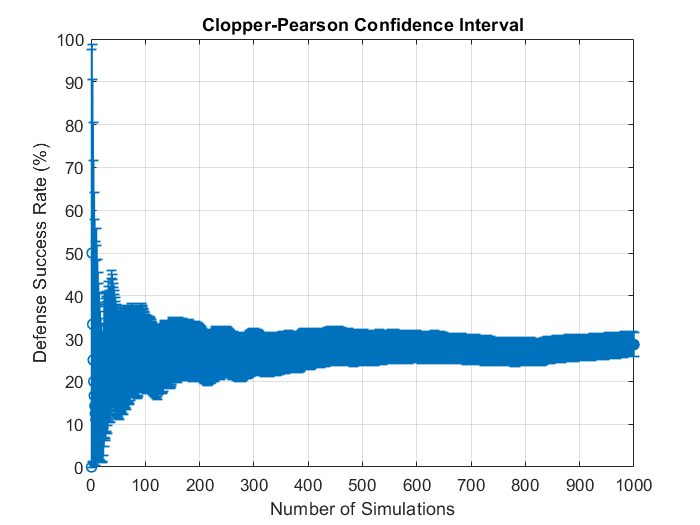 Clopper-Pearson Confidence Interval
100
90
80
70
60
50
40
30
20
10
0
Defense Success Rate (%)
0 100 200 300 400 500 600 700 800 900 1000
Number of Simulations